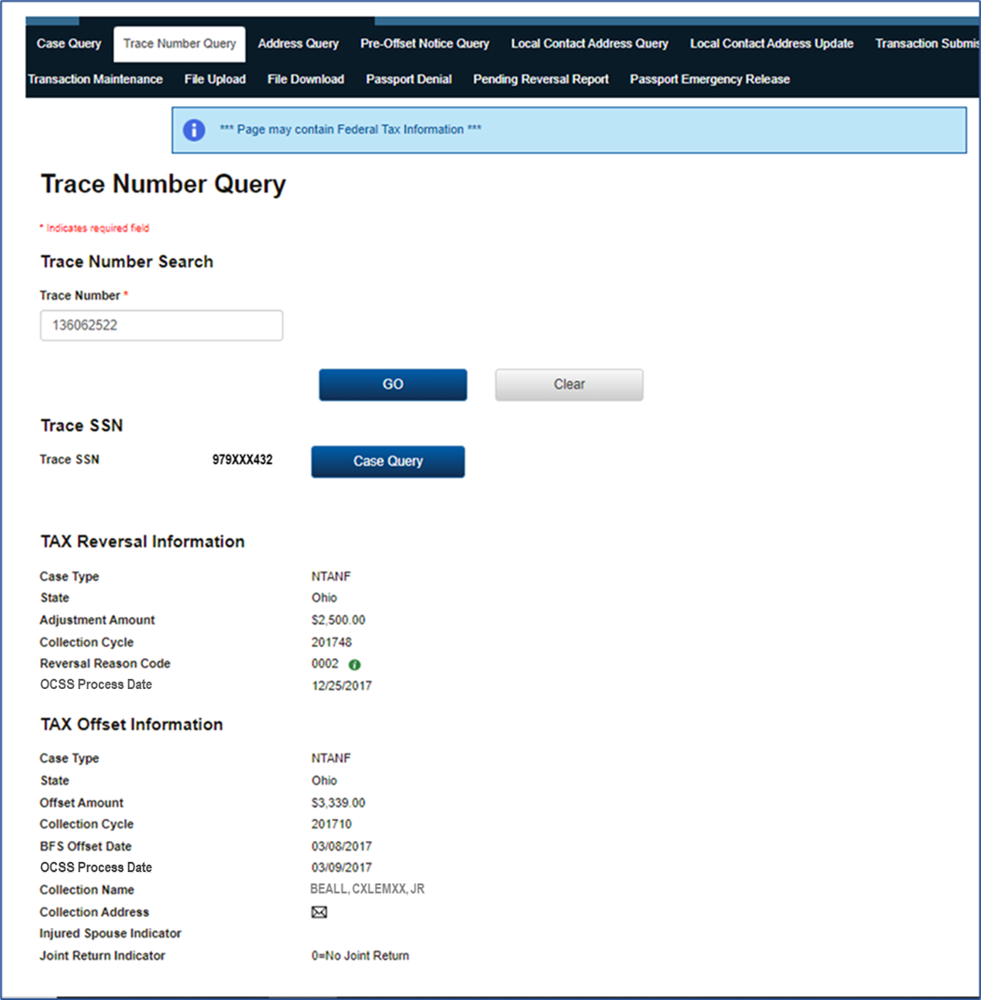 Case Query Trace Number Query Address Query Pre-Offset Notice Query Local Contact Address Query Local Contact Address Update Transaction Submis
Transaction Maintenance File Upload File Download Passport Denial Pending Reversal Report Passport Emergency Release
*** Page may contain Federal Tax Information ***
Trace Number Query
* Indicates required field
Trace Number Search
Trace Number *
136062522
GO Clear
Trace SSN
Trace SSN 979XXX432 Case Query
TAX Reversal Information
Case Type NTANF
State Ohio
Adjustment Amount $2,500.00
Collection Cycle 201748
Reversal Reason Code 0002
OCSS Process Date 12/25/2017
TAX Offset Information
Case Type NTANF
State Ohio
Offset Amount $3,339.00
Collection Cycle 201710
BFS Offset Date 03/08/2017
OCSS Process Date 03/09/2017
Collection Name BEALL, CXLEMXX, JR
Collection Address
Injured Spouse Indicator
Joint Return Indicator 0=No Joint Return